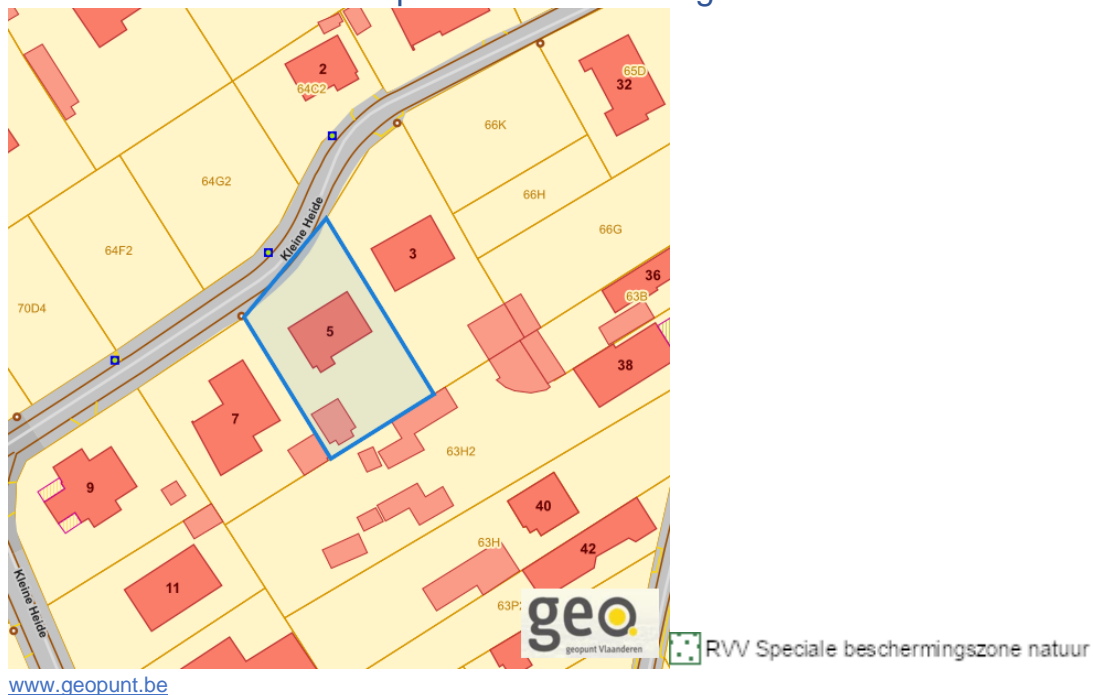 2
64C2
65D
32
66K
64G2
66H
Kleine Heide
66G
64F2
3
36
63B
70D4
5
38
7
63H2
9
40
63H
42
11
Kleine Heide
geo.
geopunt Vlaanderen
RVV Speciale beschermingszone natuur
www.geopunt.be